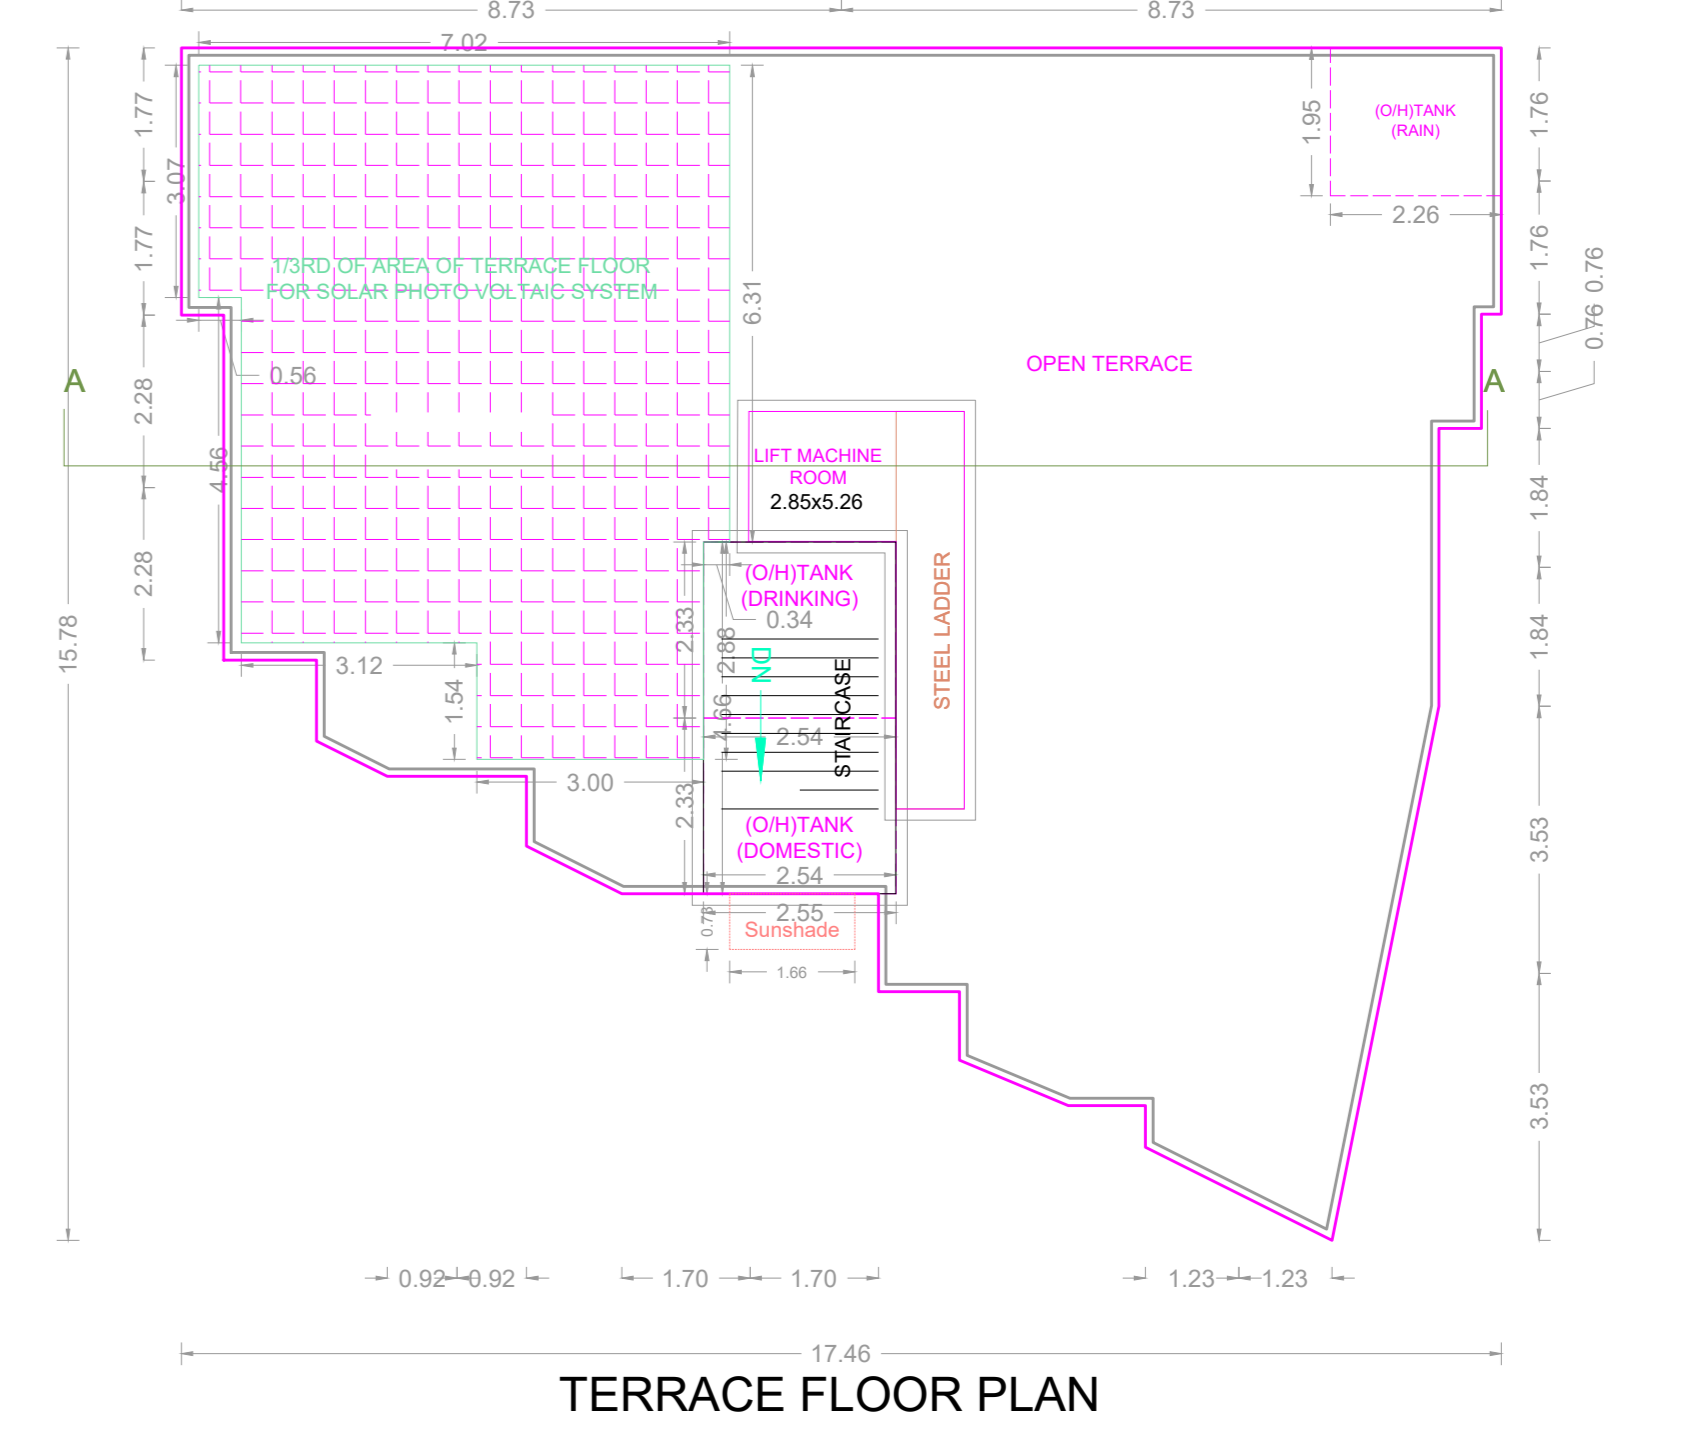 8.73
8.73
7.02
1.77
3.07
1.77
2.28
4.56
2.28
15.78
0.56
1/3RD OF AREA OF TERRACE FLOOR
FOR SOLAR PHOTO VOLTAIC SYSTEM
6.31
1.95
(O/H)TANK
(RAIN)
2.26
1.76
1.76
0.76
0.76
OPEN TERRACE
A
A
LIFT MACHINE
ROOM
2.85x5.26
1.84
1.84
(O/H)TANK
(DRINKING)
0.34
2.33
2.88
DN
STAIRCASE
STEEL LADDER
3.12
1.54
4.66
2.54
3.00
2.33
(O/H)TANK
(DOMESTIC)
2.54
2.55
0.73
Sunshade
1.66
3.53
3.53
0.92
0.92
1.70
1.70
1.23
1.23
17.46
TERRACE FLOOR PLAN